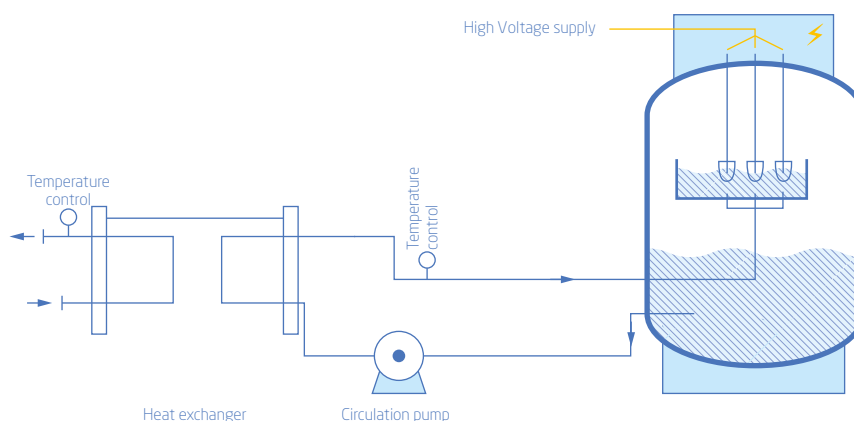 High Voltage supply
Temperature
control
Temperature
control
Heat exchanger
Circulation pump